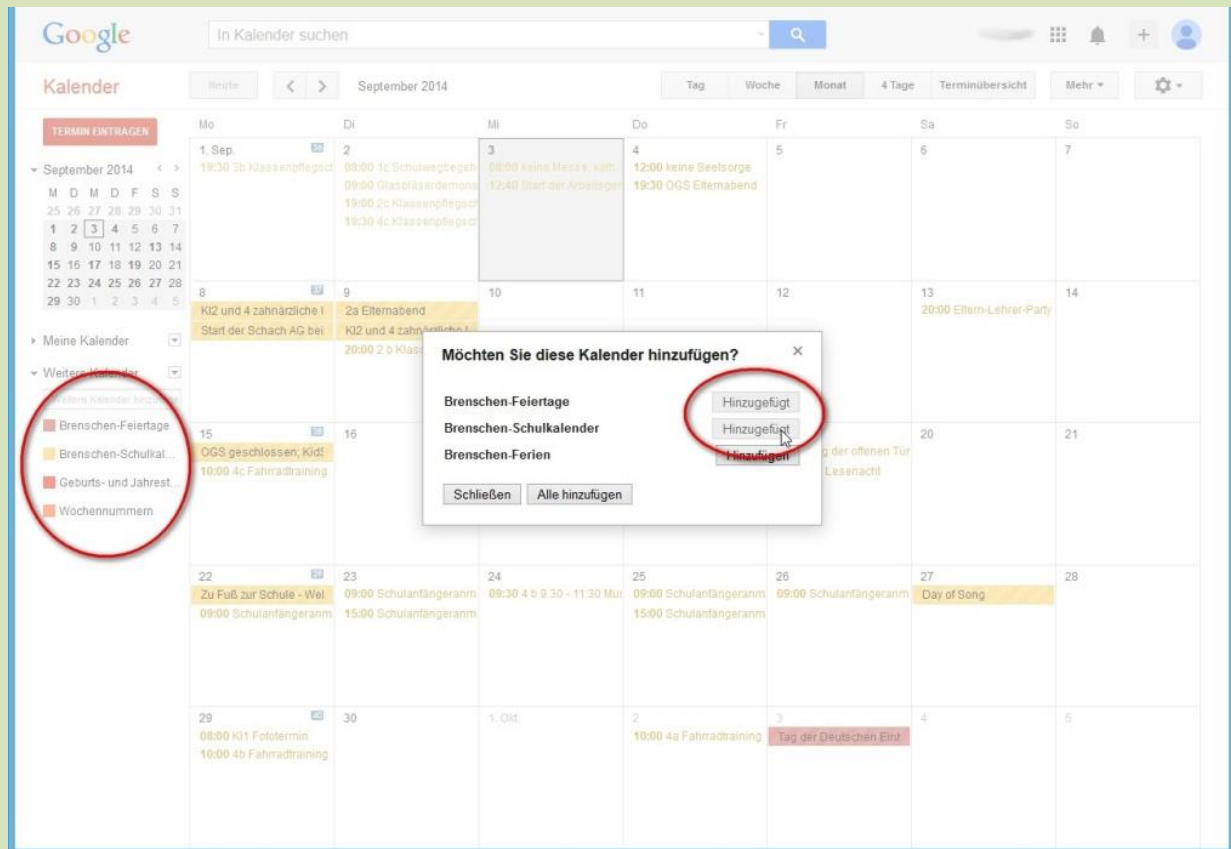 Google
In Kalender suchen
Kalender
Heute
September 2014
Tag Woche Monat 4 Tage Terminübersicht Mehr
TERMIN EINTRAGEN
September 2014
M D M D F S S
25 26 27 28 29 30 31
1 2 3 4 5 6 7
8 9 10 11 12 13 14
15 16 17 18 19 20 21
22 23 24 25 26 27 28
29 30 1 2 3 4 5
Meine Kalender
Weitere Kalender
Brenschen-Feiertage
Brenschen-Schulkal...
Geburts- und Jahrest...
Wochennummern
Mo Di Mi Do Fr Sa So
1. Sep. 2 3 4 5 6 7
19:30 3b Klassenpflegsch
08:00 1c Schulwegbegeh
09:00 Glasbläserdemons
19:00 2c Klassenpflegsch
19:30 4c Klassenpflegsch
08:00 keine Messe, kath.
12:40 Start der Arbeitsgem
12:00 keine Seelsorge
19:30 OGS Elternabend
8 37 9 10 11 12 13 14
Kl2 und 4 zahnärzliche
Start der Schach AG bei
2a Elternabend
Kl2 und 4 zahnärzliche
20:00 2 b Klass
20:00 Eltern-Lehrer-Party
Möchten Sie diese Kalender hinzufügen? ×
Brenschen-Feiertage Hinzugefügt
Brenschen-Schulkalender Hinzugefügt
Brenschen-Ferien Hinzufügen
Schließen Alle hinzufügen
15 38 16 20 21
OGS geschlossen; KidS
10:00 4c Fahrradtraining
g der offenen Tür
Lesenacht
22 39 23 24 25 26 27 28
Zu Fuß zur Schule - Wel
09:00 Schulanfängeranm
09:00 Schulanfängeranm
15:00 Schulanfängeranm
09:30 4 b 9.30 - 11:30 Mus
09:00 Schulanfängeranm
15:00 Schulanfängeranm
09:00 Schulanfängeranm
Day of Song
29 40 30 1. Okt. 2 3 4 5
08:00 Kl1 Fototermin
10:00 4b Fahrradtraining
10:00 4a Fahrradtraining
Tag der Deutschen Einh